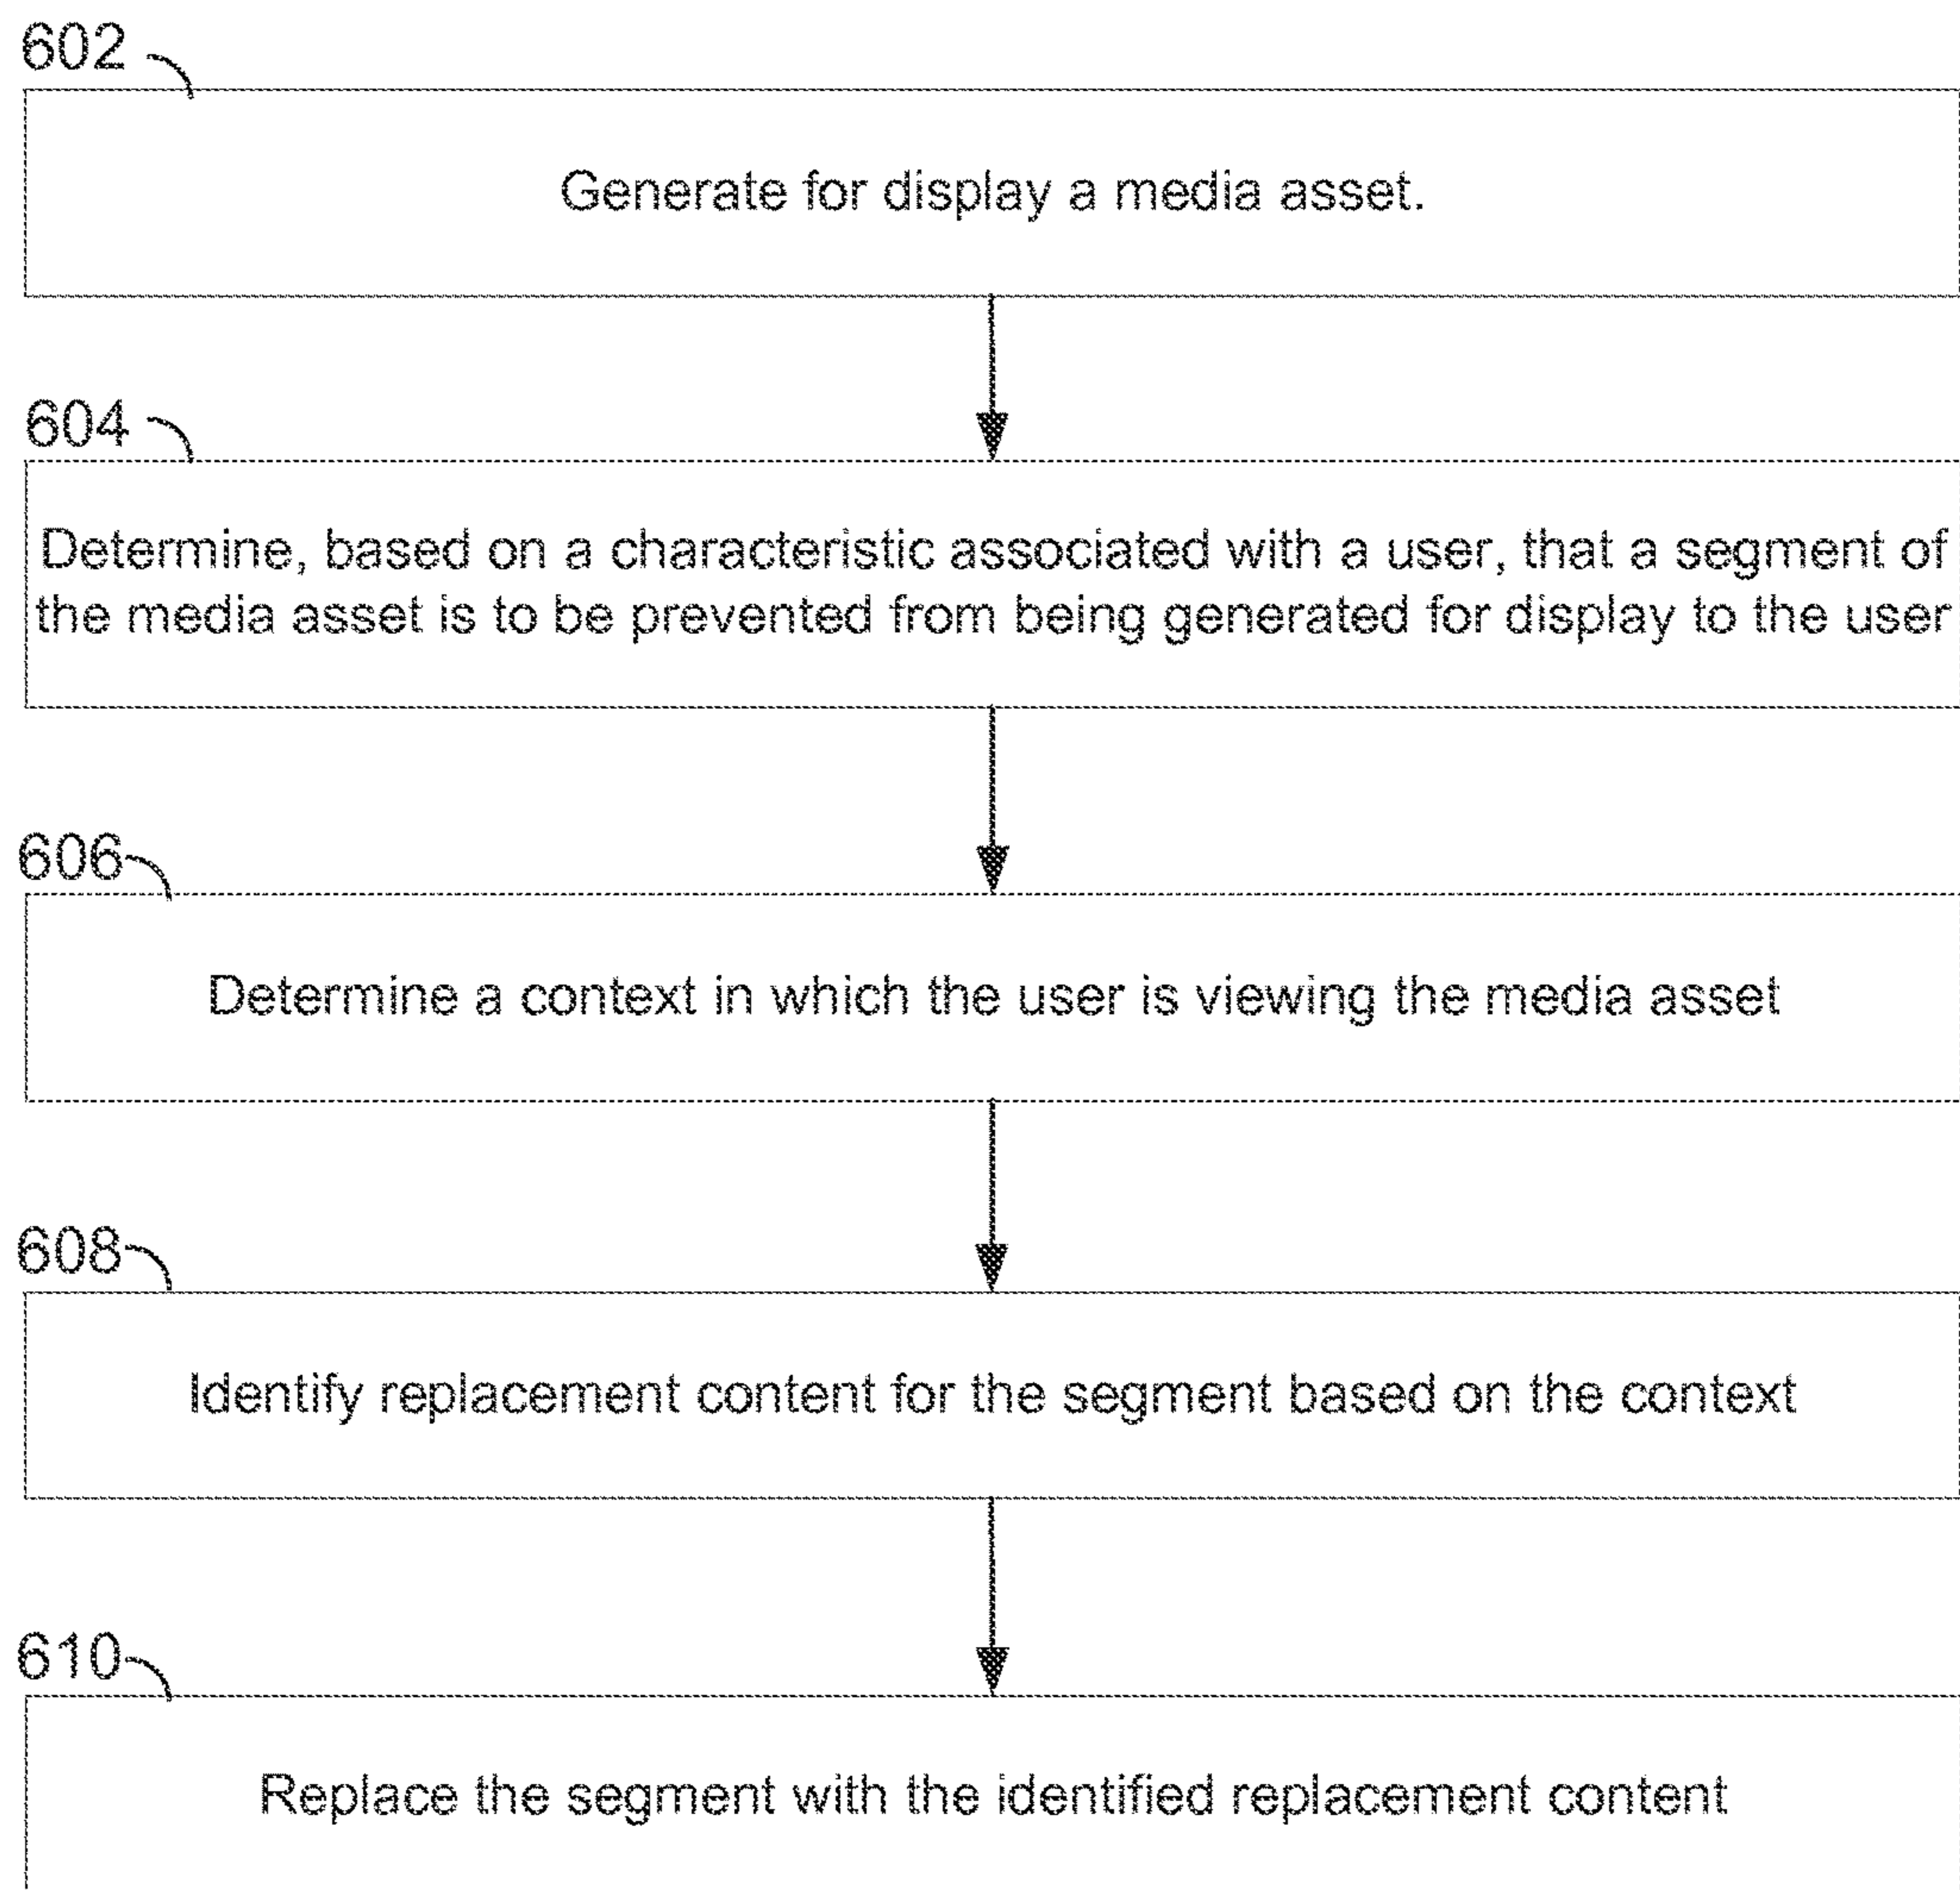 602
Generate for display a media asset.
604
Determine, based on a characteristic associated with a user, that a segment of
the media asset is to be prevented from being generated for display to the user
606
Determine a context in which the user is viewing the media asset
608
Identify replacement content for the segment based on the context
610
Replace the segment with the identified replacement content